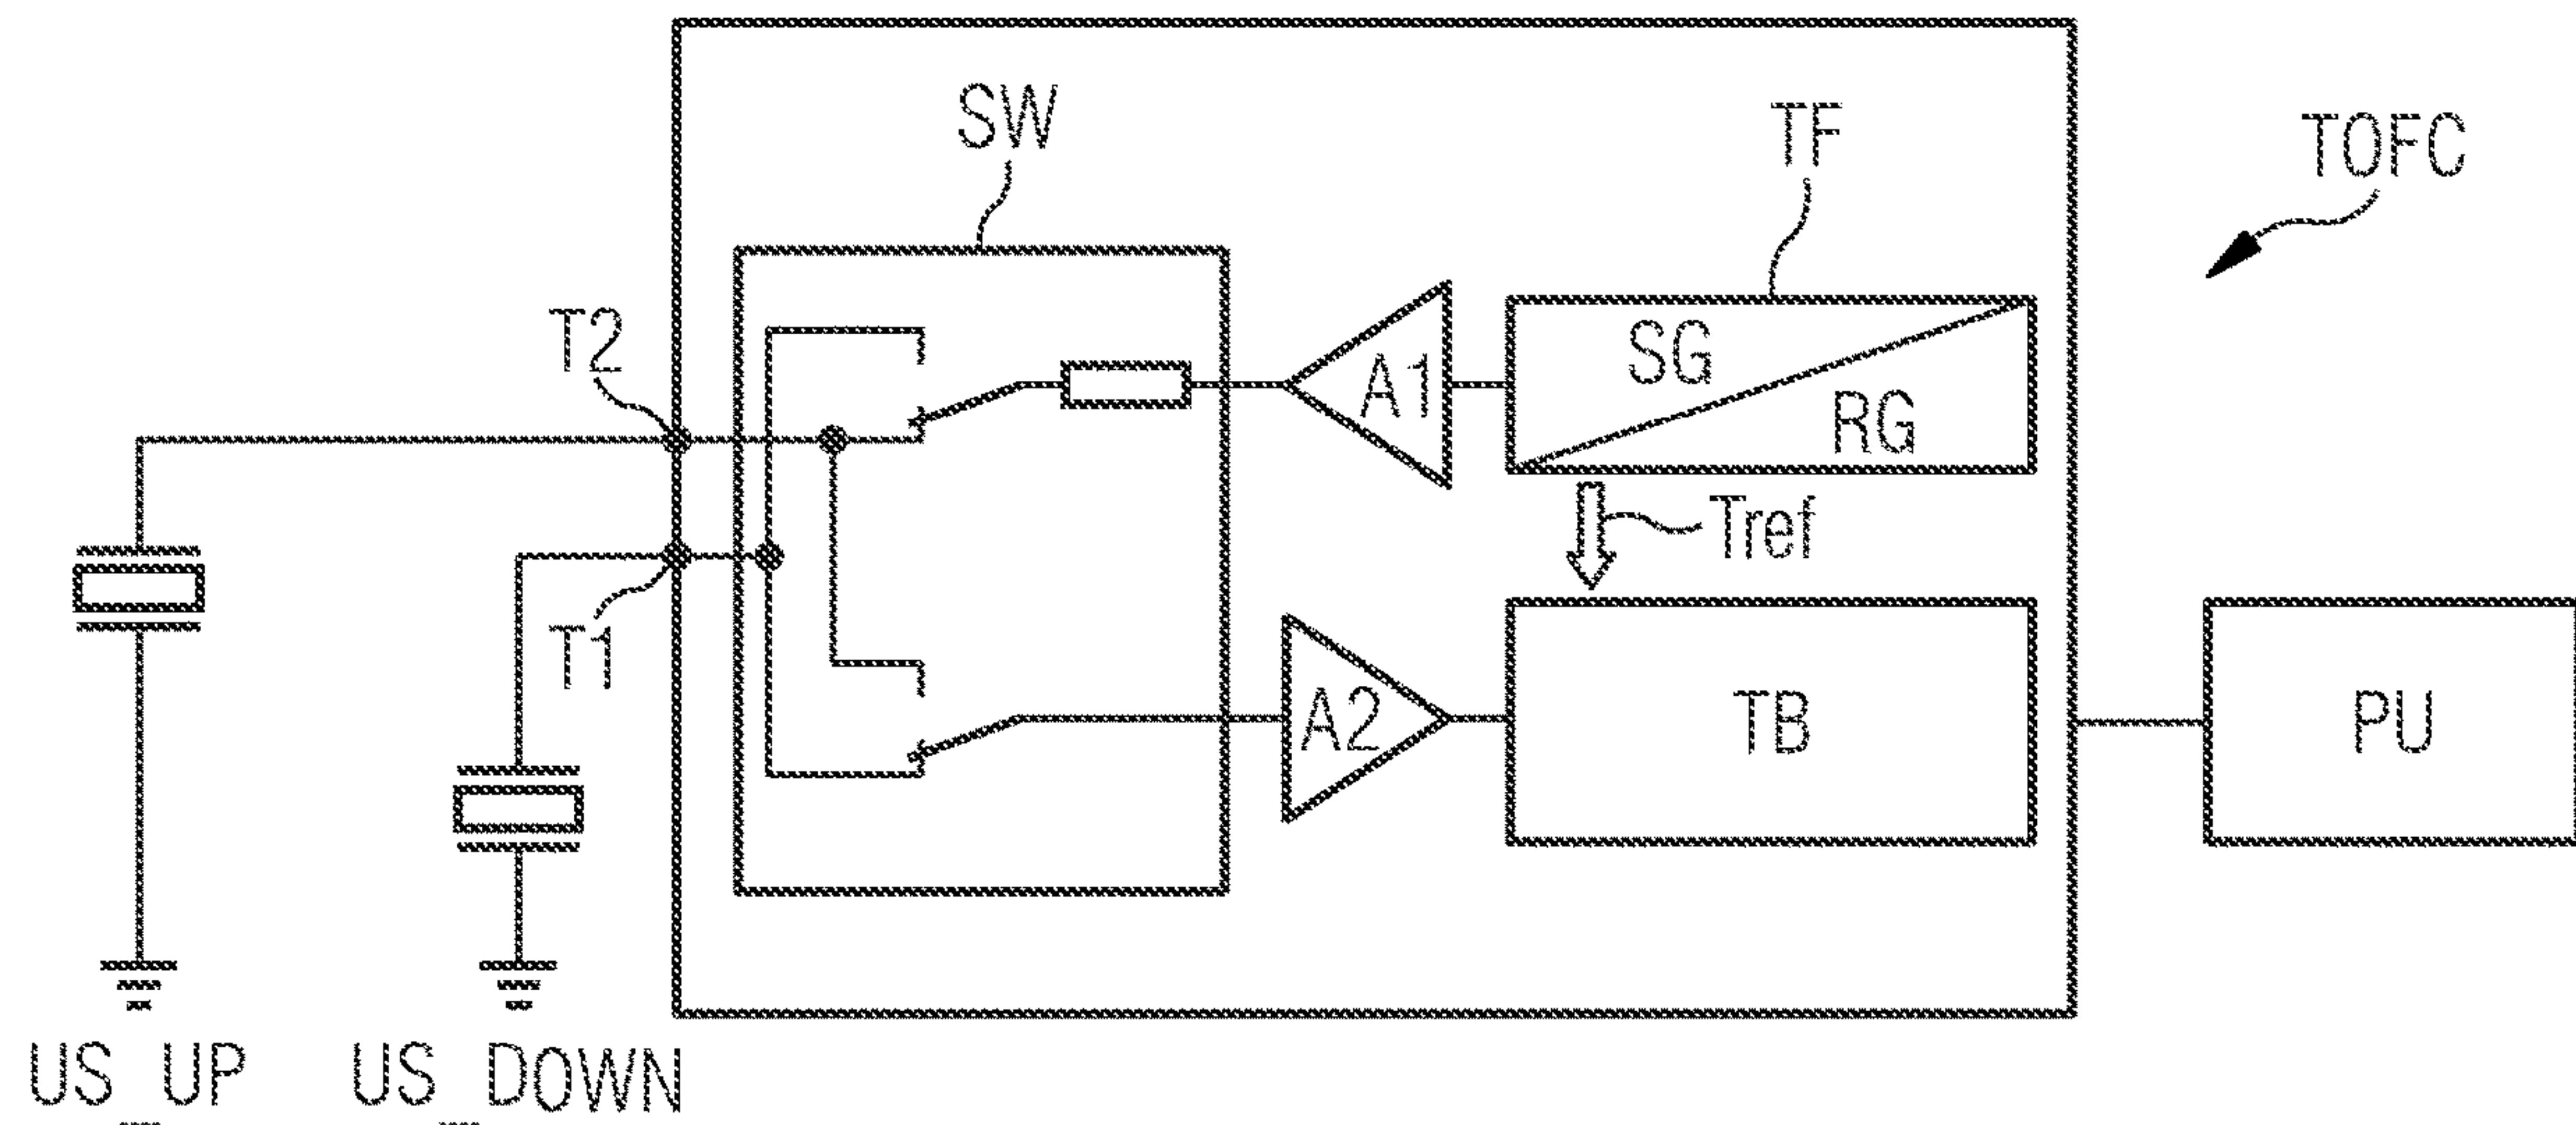 SW
TF
TOFC
T2
SG
A1
RG
Tref
T1
A2
TB
PU
US_UP
US_DOWN